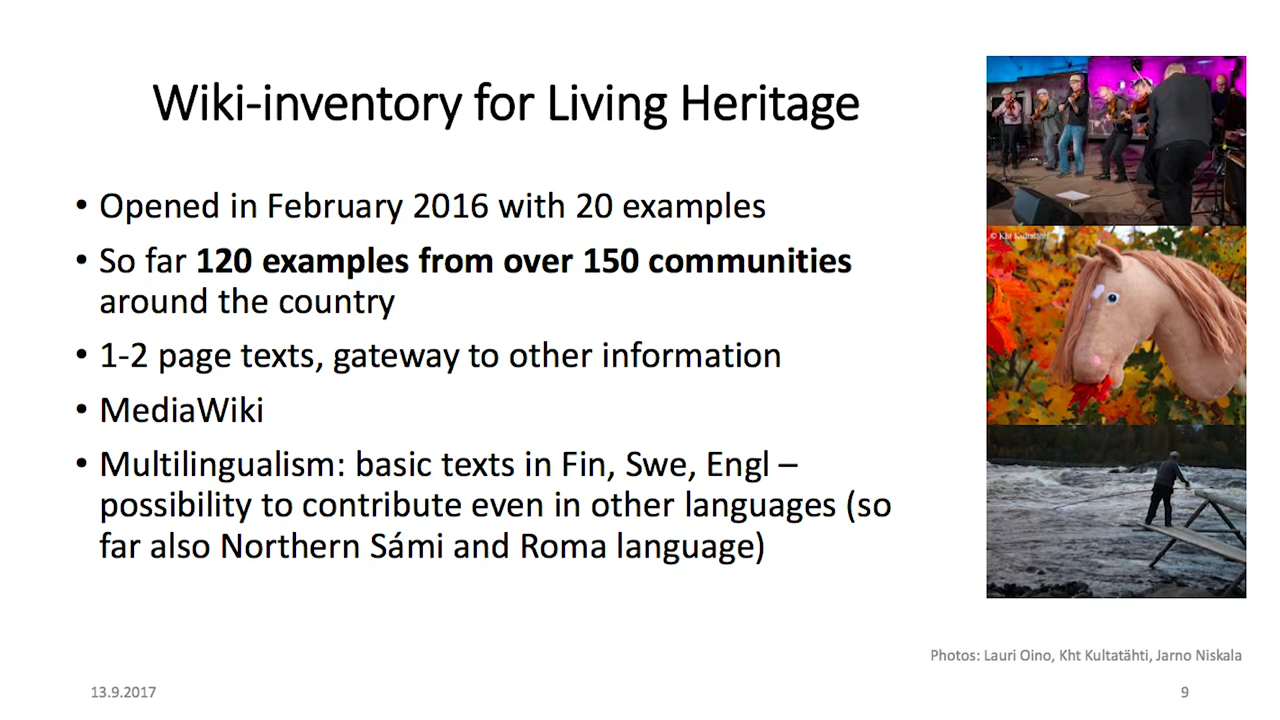 Wiki-inventory for Living Heritage
• Opened in February 2016 with 20 examples
• So far 120 examples from over 150 communities
around the country
• 1-2 page texts, gateway to other information
• MediaWiki
• Multilingualism: basic texts in Fin, Swe, Engl –
possibility to contribute even in other languages (so
far also Northern Sámi and Roma language)
© Kht Kultatähti
Photos: Lauri Oino, Kht Kultatähti, Jarno Niskala
13.9.2017
9